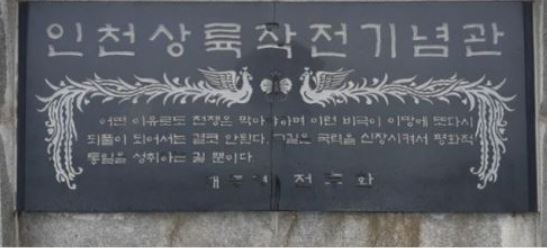 인천상륙작전기념관
어떤 이유로도 전쟁은 막아야하며 이런 비극이 이땅에 또다시
되풀이 되어서는 결코 안된다. 그길은 국력을 신장시켜서 평화적
통일을 성취하는 길 뿐이다.
전두환